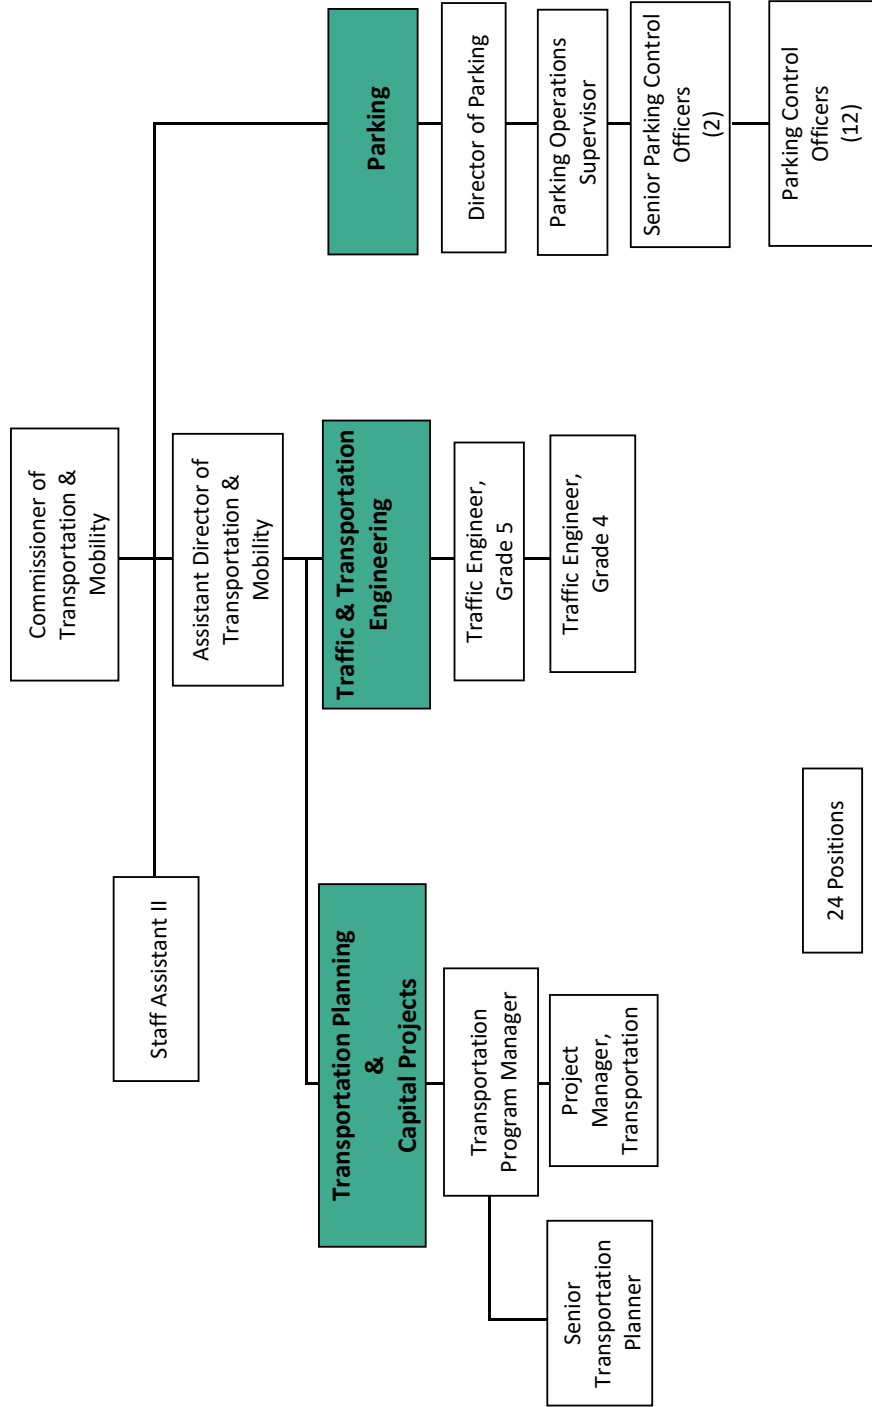 Commissioner of
Transportation &
Mobility
Staff Assistant II
Assistant Director of
Transportation &
Mobility
Transportation Planning
&
Capital Projects
Traffic & Transportation
Engineering
Parking
Transportation
Program Manager
Traffic Engineer,
Grade 5
Director of Parking
Senior
Transportation
Planner
Project
Manager,
Transportation
Traffic Engineer,
Grade 4
Parking Operations
Supervisor
Senior Parking Control
Officers
(2)
Parking Control
Officers
(12)
24 Positions